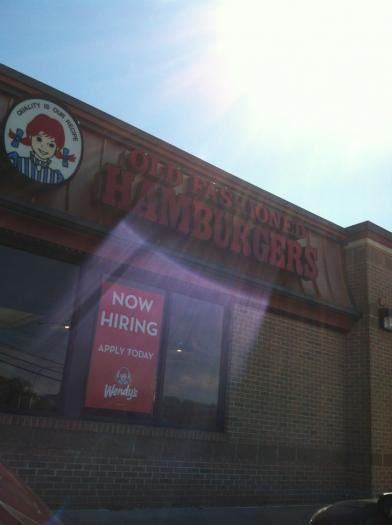 QUALITY IS OUR RECIPE
OLD FASHIONED
HAMBURGERS
NOW
HIRING
APPLY TODAY
Wendy's